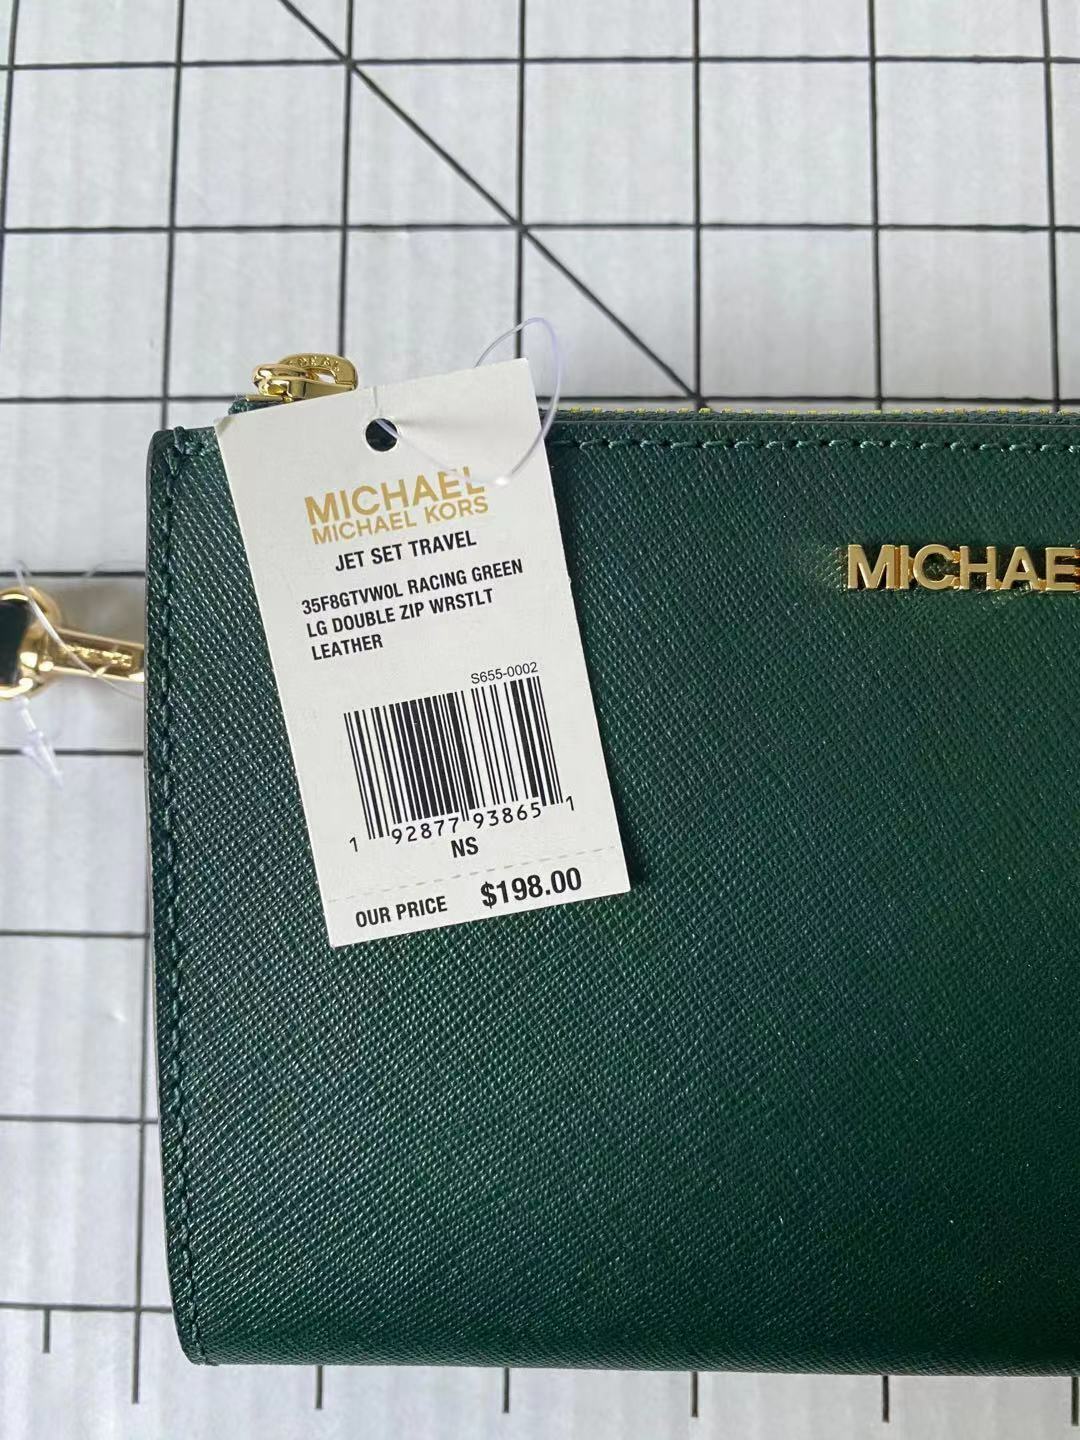 MICHAEL
MICHAEL KORS
JET SET TRAVEL
35F8GTVW0L RACING GREEN
LG DOUBLE ZIP WRSTLT
LEATHER
S655-0002
1 92877 93865 1
NS
OUR PRICE $198.00
MICHAE